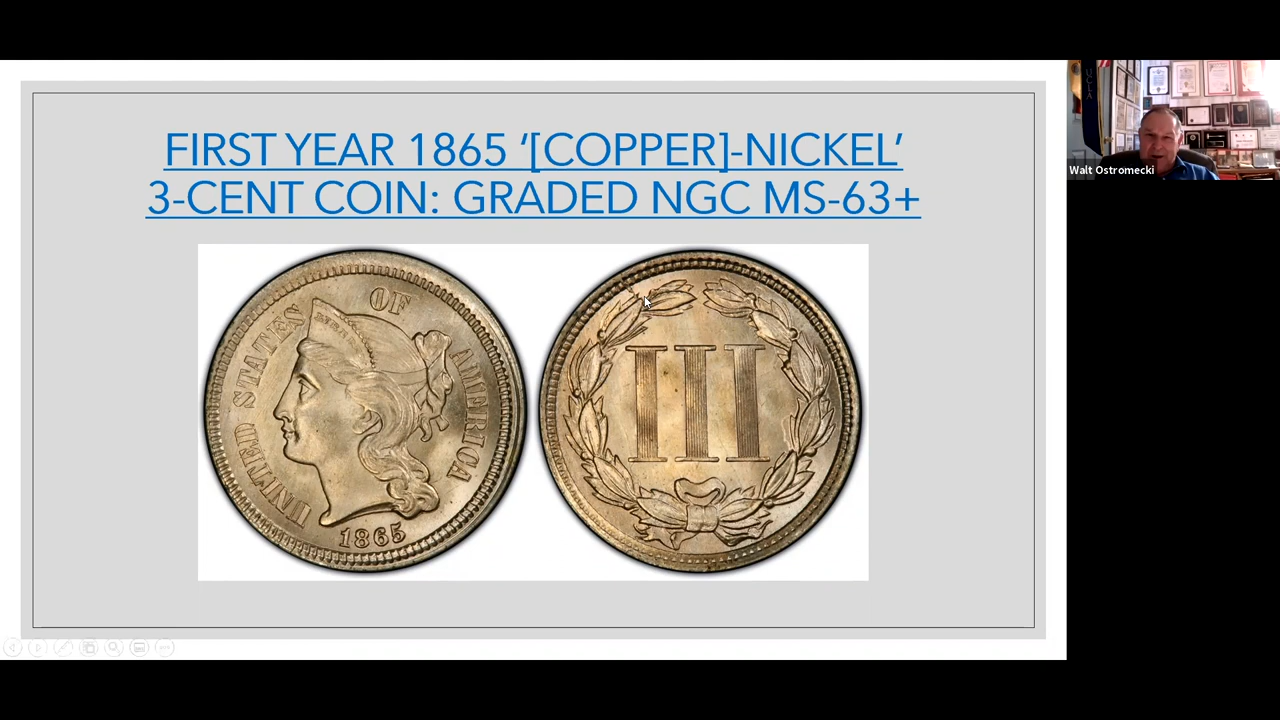 FIRST YEAR 1865 ‘[COPPER]-NICKEL’
3-CENT COIN: GRADED NGC MS-63+
UNITED STATES OF AMERICA
1865
III
Walt Ostromecki
UCLA